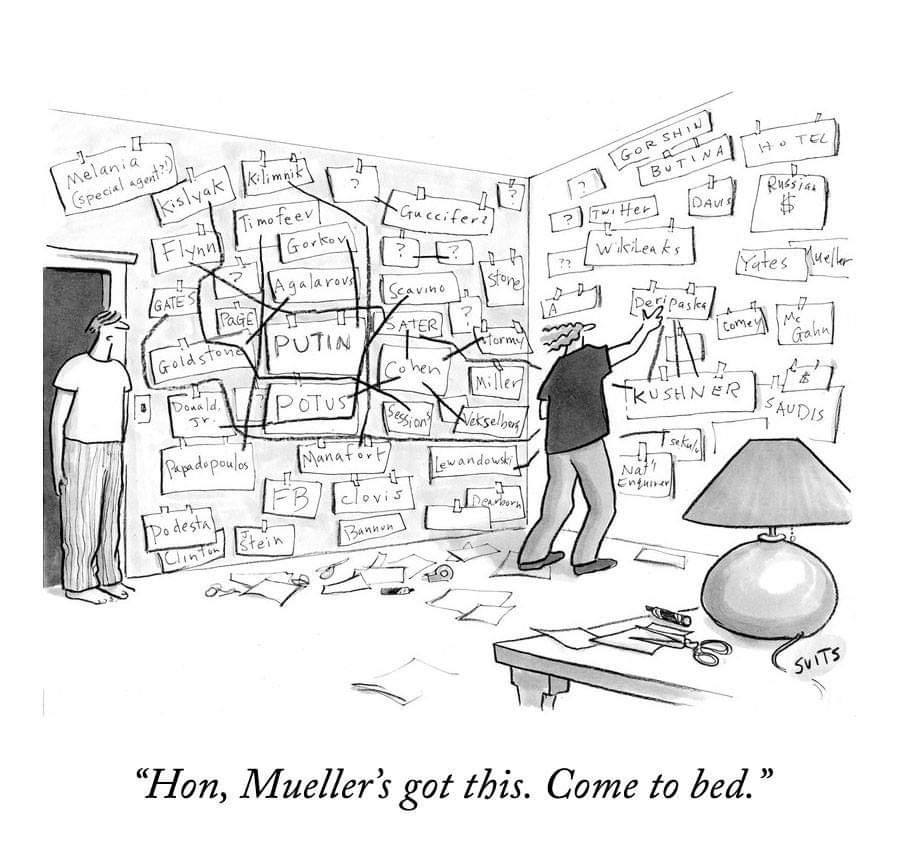 Melania
(special agent?!)
Kislyak
Kilimnik
?
?
Timofeev
Guccifer2
Flynn
Gorkov
?
?
?
Agalarovs
Scavino
Stone
GATES
PAGE
PUTIN
SATER
?
Stormy
Goldstone
Cohen
Miller
Donald,
Jr.
?
POTUS
Sessions
Vekselberg
Papadopoulos
Manafort
Lewandowski
FB
Clovis
Dearborn
Podesta
Clinton
J
Stein
Bannon
GORSHIN
BUTINA
HOTEL
?
?
Twitter
DAVIS
Russian
$
??
WikiLeaks
Yates
Mueller
A
Deripaska
Comey
Mc
Gahn
KUSHNER
$
SAUDIS
Nat'l
Enquirer
SUITS
“Hon, Mueller’s got this. Come to bed.”